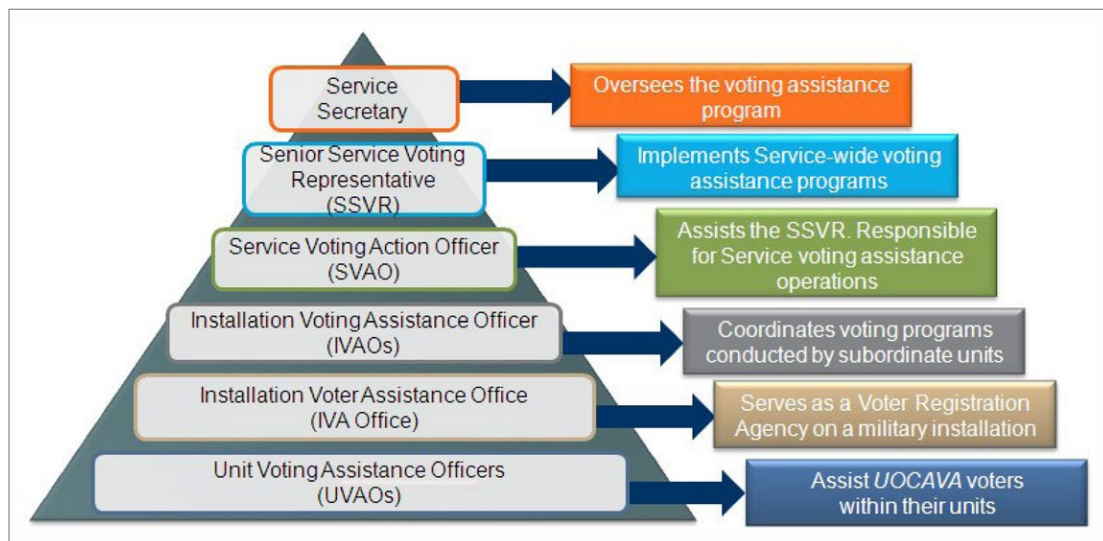 Service
Secretary
Oversees the voting assistance
program
Senior Service Voting
Representative
(SSVR)
Implements Service-wide voting
assistance programs
Service Voting Action Officer
(SVAO)
Assists the SSVR. Responsible
for Service voting assistance
operations
Installation Voting Assistance Officer
(IVAOs)
Coordinates voting programs
conducted by subordinate units
Installation Voter Assistance Office
(IVA Office)
Serves as a Voter Registration
Agency on a military installation
Unit Voting Assistance Officers
(UVAOs)
Assist UOCAVA voters
within their units